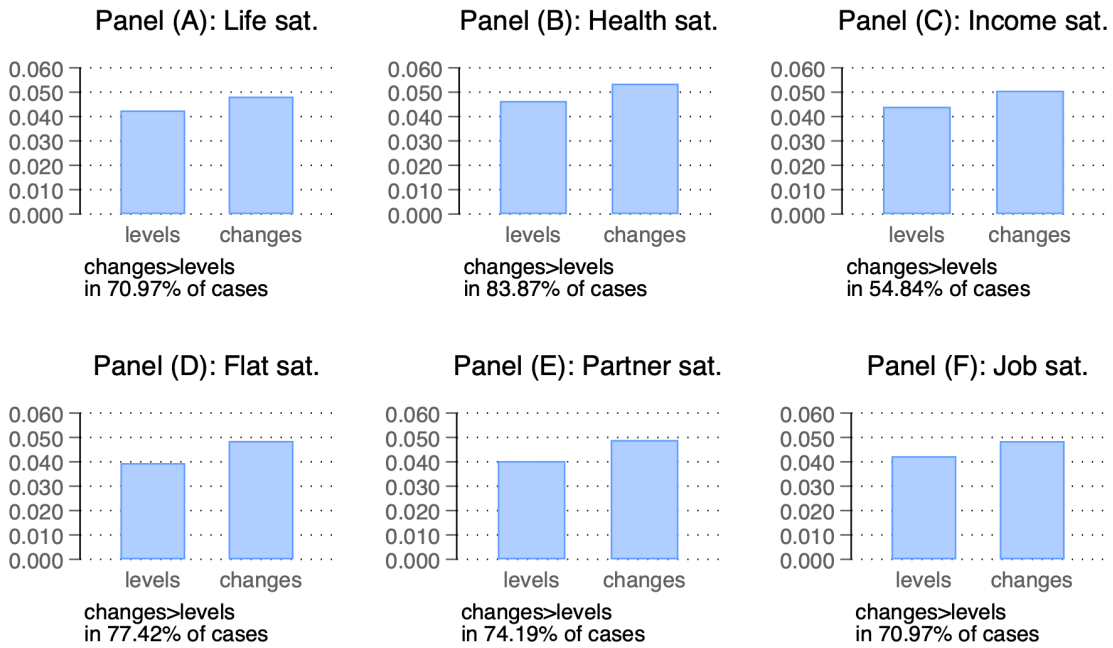 Panel (A): Life sat.
0.060
0.050
0.040
0.030
0.020
0.010
0.000
levels changes
changes>levels
in 70.97% of cases
Panel (B): Health sat.
0.060
0.050
0.040
0.030
0.020
0.010
0.000
levels changes
changes>levels
in 83.87% of cases
Panel (C): Income sat.
0.060
0.050
0.040
0.030
0.020
0.010
0.000
levels changes
changes>levels
in 54.84% of cases
Panel (D): Flat sat.
0.060
0.050
0.040
0.030
0.020
0.010
0.000
levels changes
changes>levels
in 77.42% of cases
Panel (E): Partner sat.
0.060
0.050
0.040
0.030
0.020
0.010
0.000
levels changes
changes>levels
in 74.19% of cases
Panel (F): Job sat.
0.060
0.050
0.040
0.030
0.020
0.010
0.000
levels changes
changes>levels
in 70.97% of cases